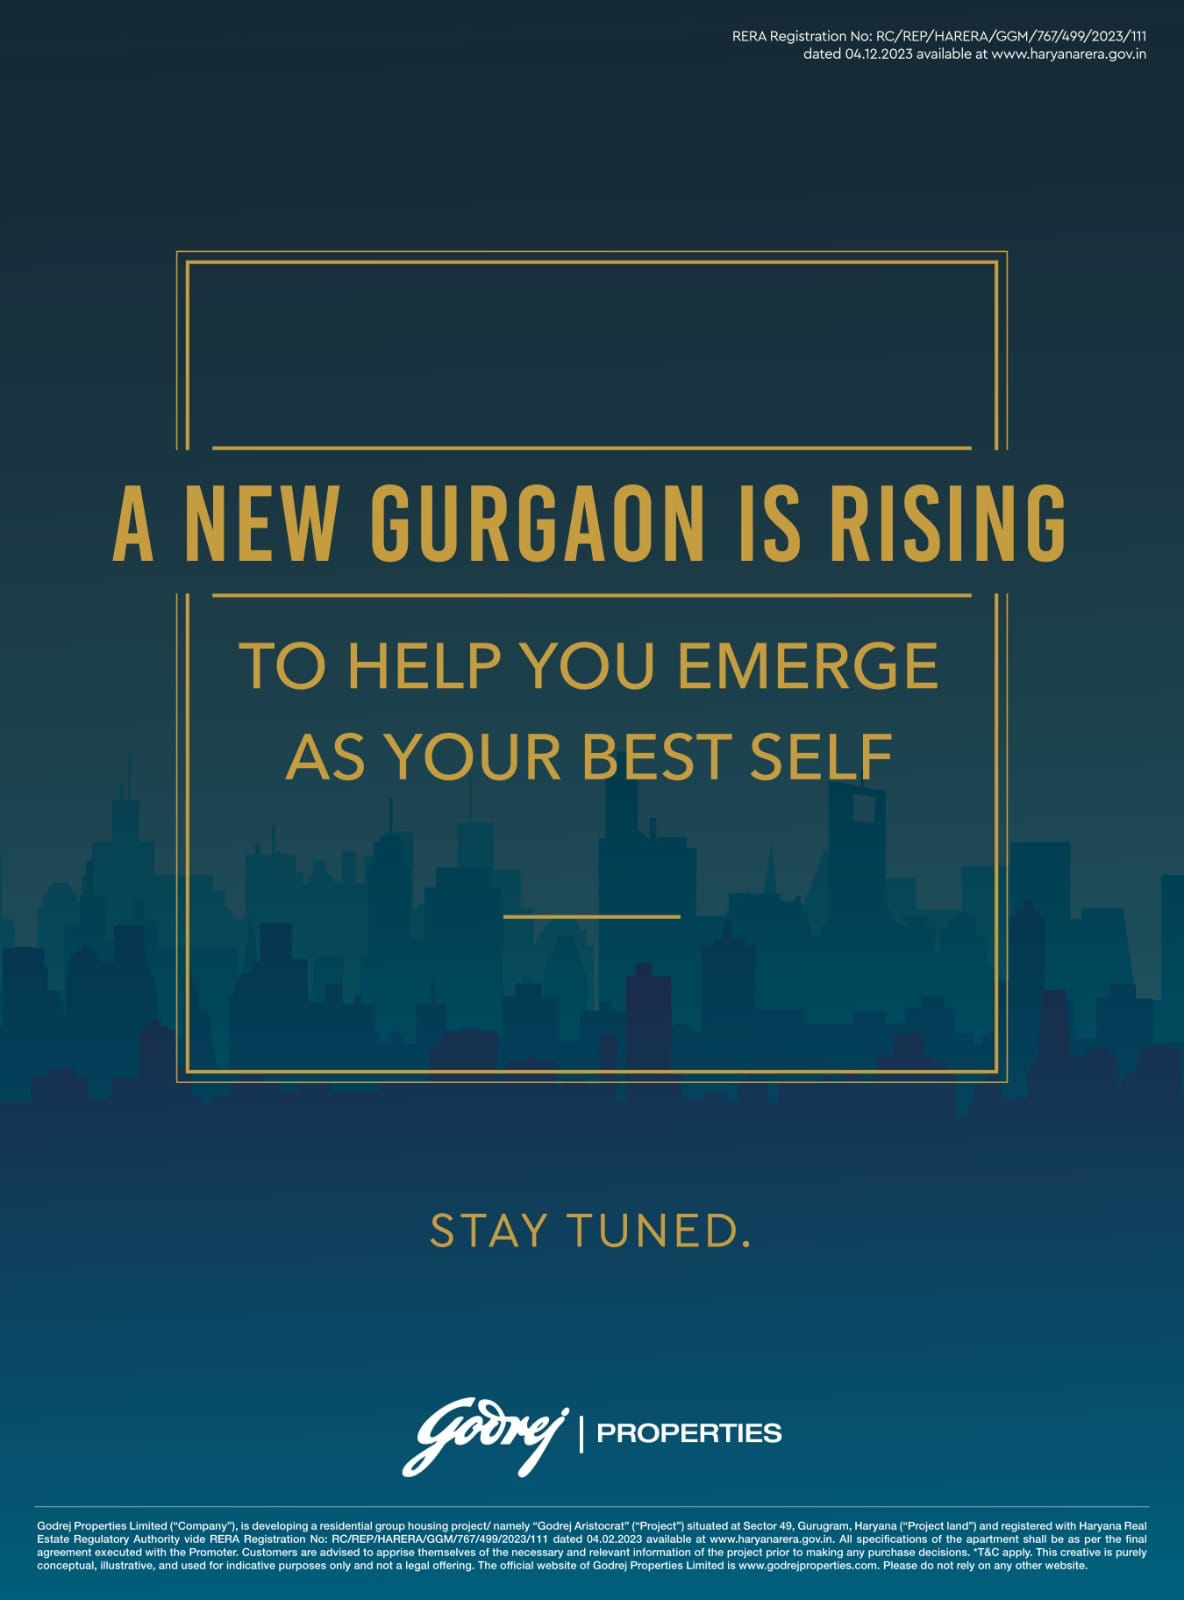 RERA Registration No: RC/REP/HARERA/GGM/767/499/2023/111
dated 04.12.2023 available at www.haryanarera.gov.in
A NEW GURGAON IS RISING
TO HELP YOU EMERGE
AS YOUR BEST SELF
STAY TUNED.
Godrej | PROPERTIES
Godrej Properties Limited (“Company”), is developing a residential group housing project/ namely “Godrej Aristocrat” (“Project”) situated at Sector 49, Gurugram, Haryana (“Project land”) and registered with Haryana Real
Estate Regulatory Authority vide RERA Registration No: RC/REP/HARERA/GGM/767/499/2023/111 dated 04.02.2023 available at www.haryanarera.gov.in. All specifications of the apartment shall be as per the final
agreement executed with the Promoter. Customers are advised to apprise themselves of the necessary and relevant information of the project prior to making any purchase decisions. *T&C apply. This creative is purely
conceptual, illustrative, and used for indicative purposes only and not a legal offering. The official website of Godrej Properties Limited is www.godrejproperties.com. Please do not rely on any other website.